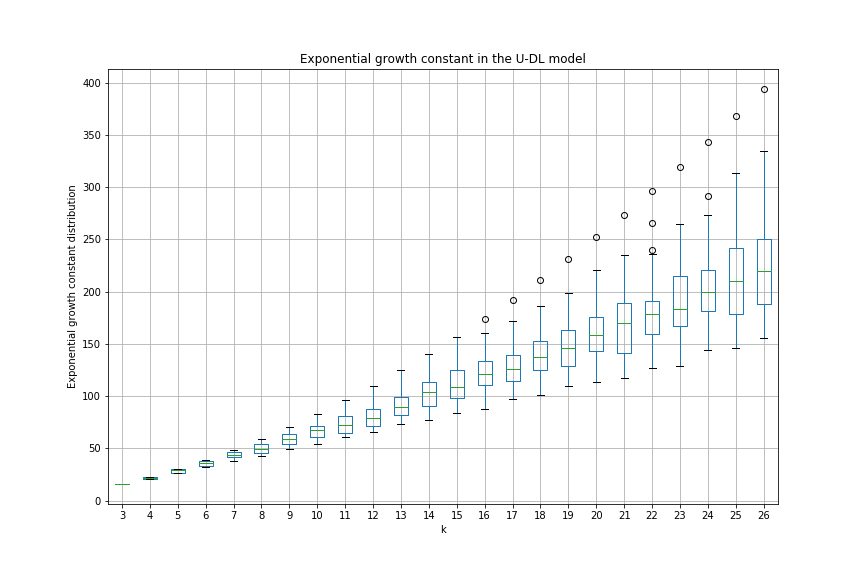 Exponential growth constant in the U-DL model
Exponential growth constant distribution
400
350
300
250
200
150
100
50
0
3 4 5 6 7 8 9 10 11 12 13 14 15 16 17 18 19 20 21 22 23 24 25 26
k